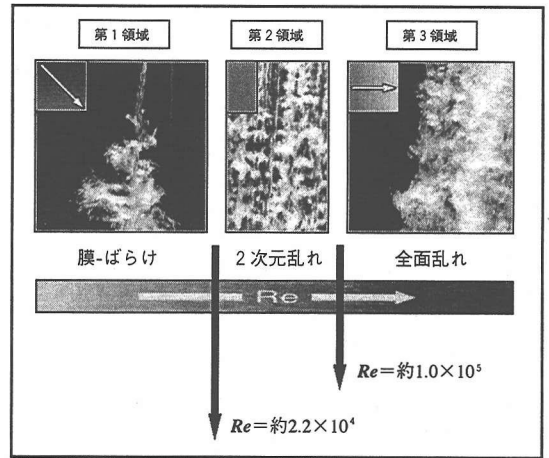 第1領域
第2領域
第3領域
膜-ばらけ
2次元乱れ
全面乱れ
Re
Re=約1.0×10⁵
Re=約2.2×10⁴